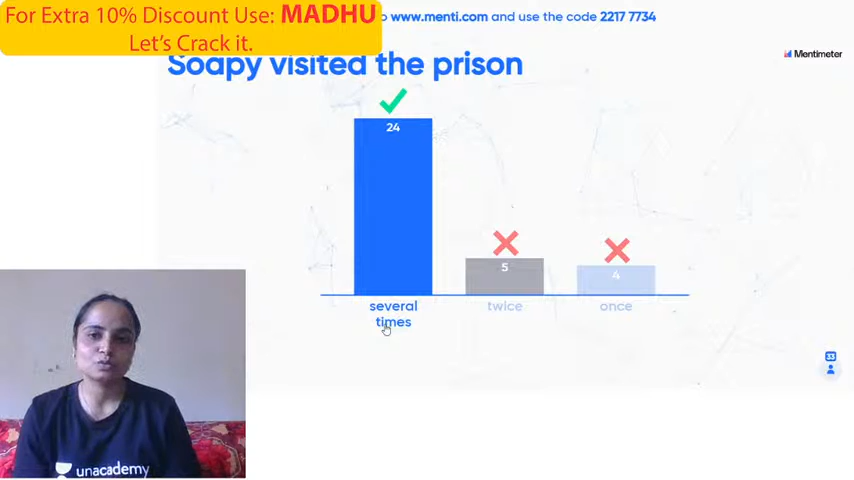 For Extra 10% Discount Use: MADHU
Let's Crack it.
www.menti.com and use the code 2217 7734
Mentimeter
Soapy visited the prison
24
5
4
several
times
twice
once
33
unacademy